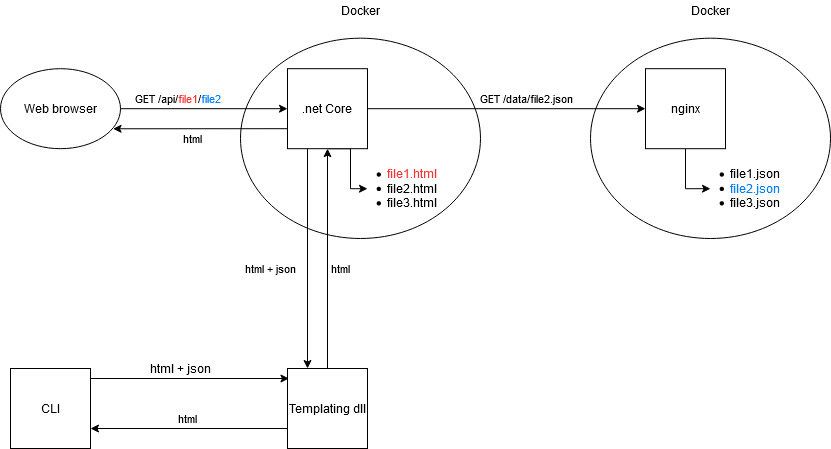 Docker
Docker
Web browser
GET /api/file1/file2
html
.net Core
GET /data/file2.json
nginx
file1.html
file2.html
file3.html
file1.json
file2.json
file3.json
html + json
html
CLI
html + json
html
Templating dll